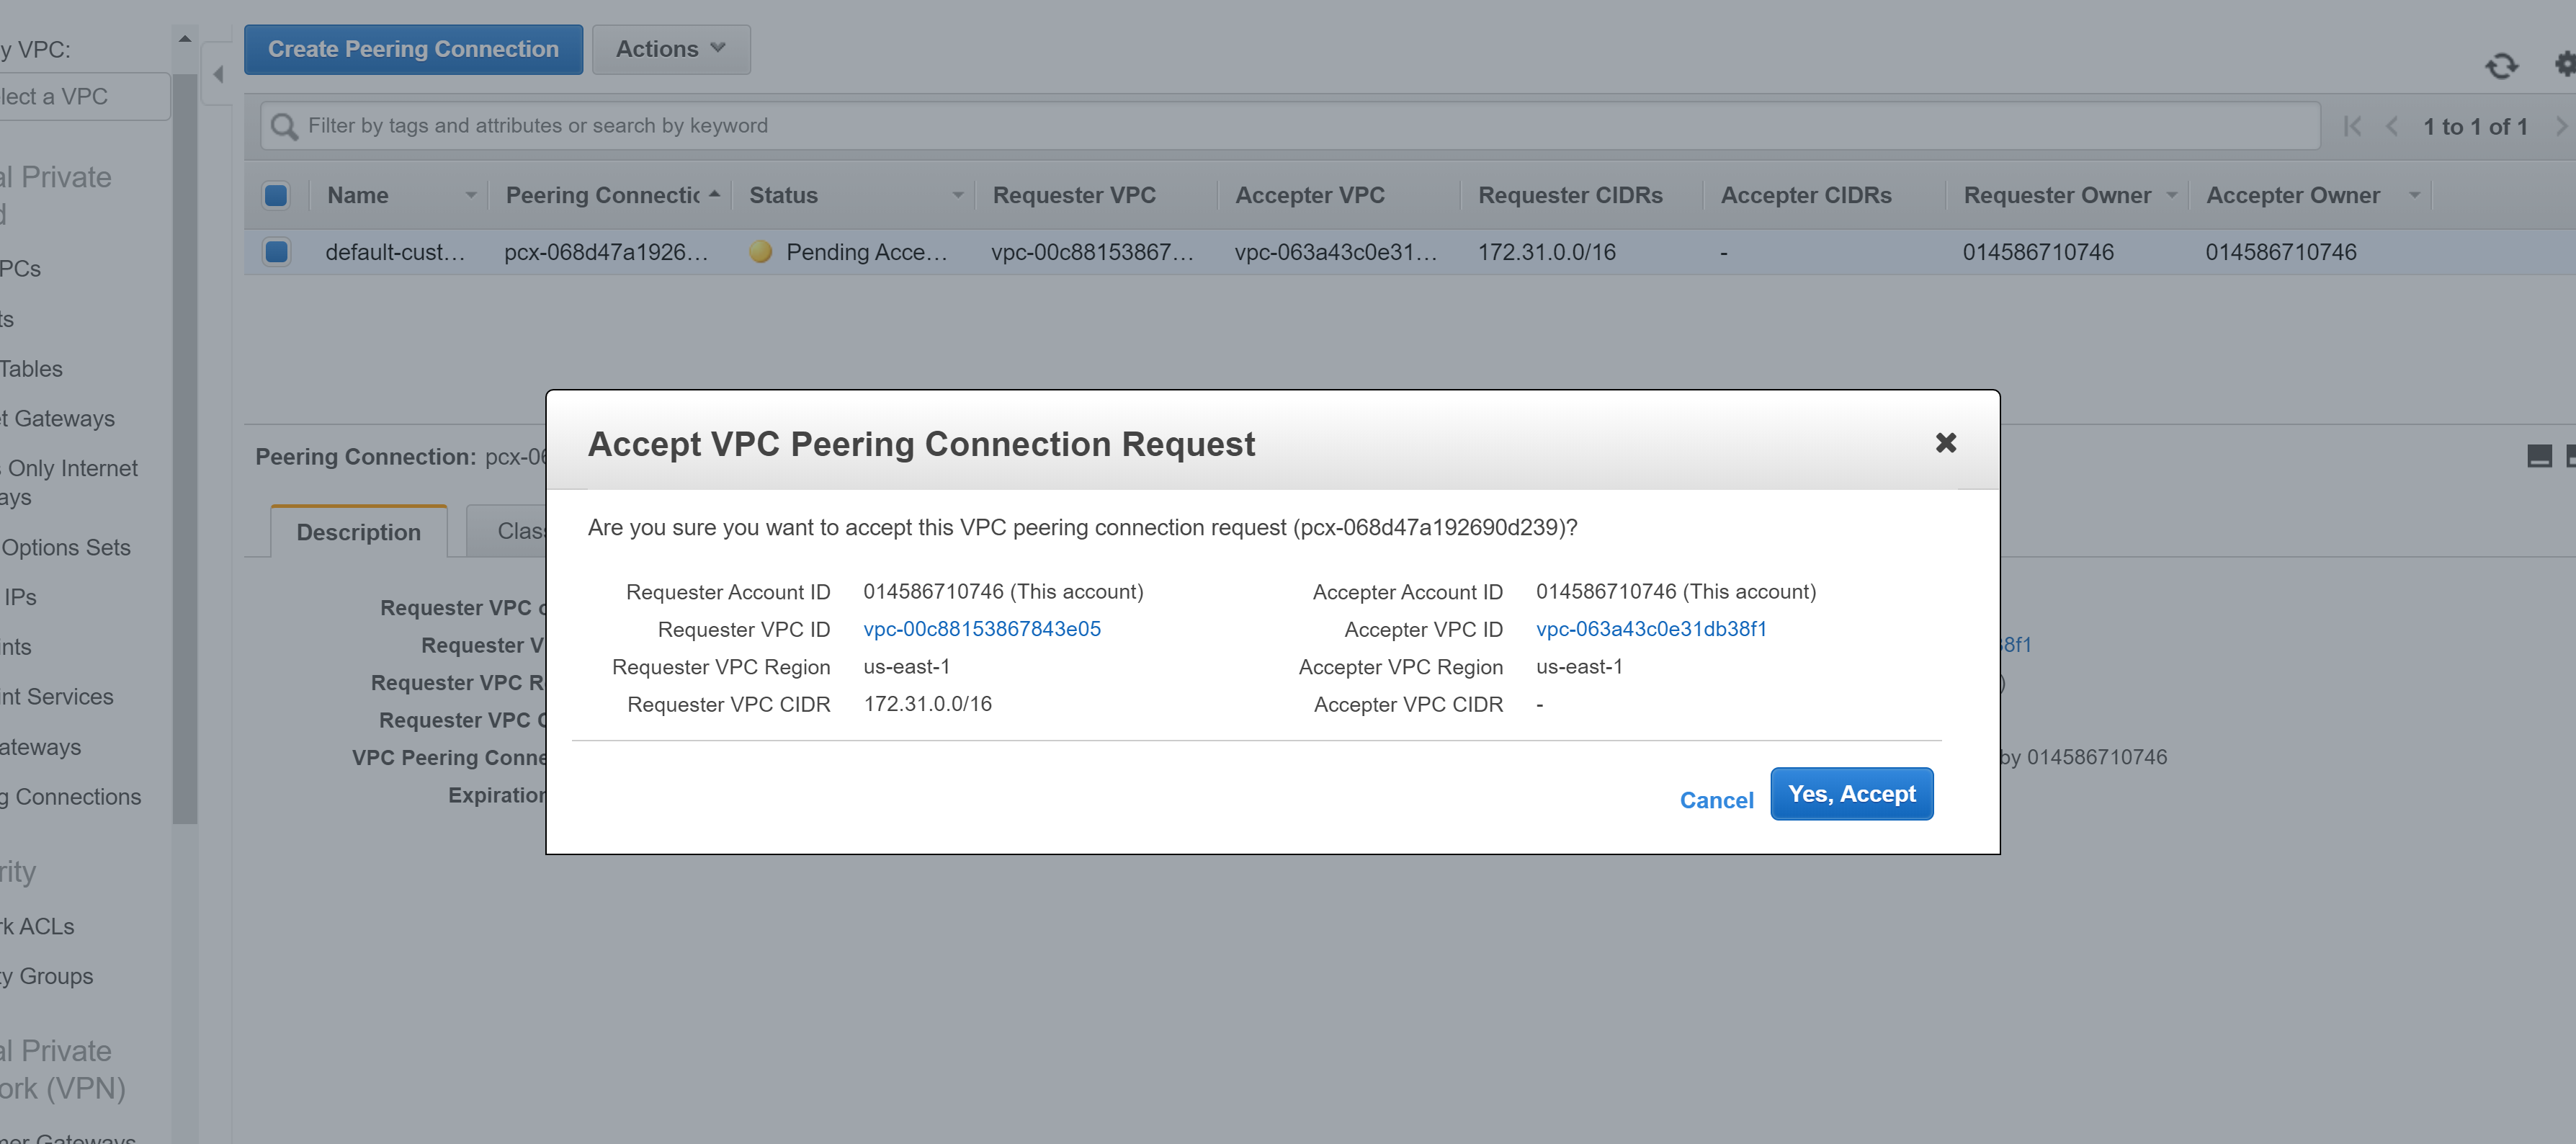 y VPC:
lect a VPC
al Private
d
PCs
ts
Tables
et Gateways
s Only Internet
ays
Options Sets
IPs
ints
int Services
ateways
g Connections
rity
rk ACLs
ty Groups
al Private
ork (VPN)
mer Gateways
Create Peering Connection Actions
Filter by tags and attributes or search by keyword 1 to 1 of 1
Name Peering Connectic Status Requester VPC Accepter VPC Requester CIDRs Accepter CIDRs Requester Owner Accepter Owner
default-cust... pcx-068d47a1926... Pending Acce... vpc-00c88153867... vpc-063a43c0e31... 172.31.0.0/16 - 014586710746 014586710746
Peering Connection: pcx-06
Description Class
Requester VPC o
Requester V
Requester VPC R
Requester VPC C
VPC Peering Conne
Expiration
38f1
)
by 014586710746
Accept VPC Peering Connection Request
Are you sure you want to accept this VPC peering connection request (pcx-068d47a192690d239)?
Requester Account ID 014586710746 (This account) Accepter Account ID 014586710746 (This account)
Requester VPC ID vpc-00c88153867843e05 Accepter VPC ID vpc-063a43c0e31db38f1
Requester VPC Region us-east-1 Accepter VPC Region us-east-1
Requester VPC CIDR 172.31.0.0/16 Accepter VPC CIDR -
Cancel Yes, Accept